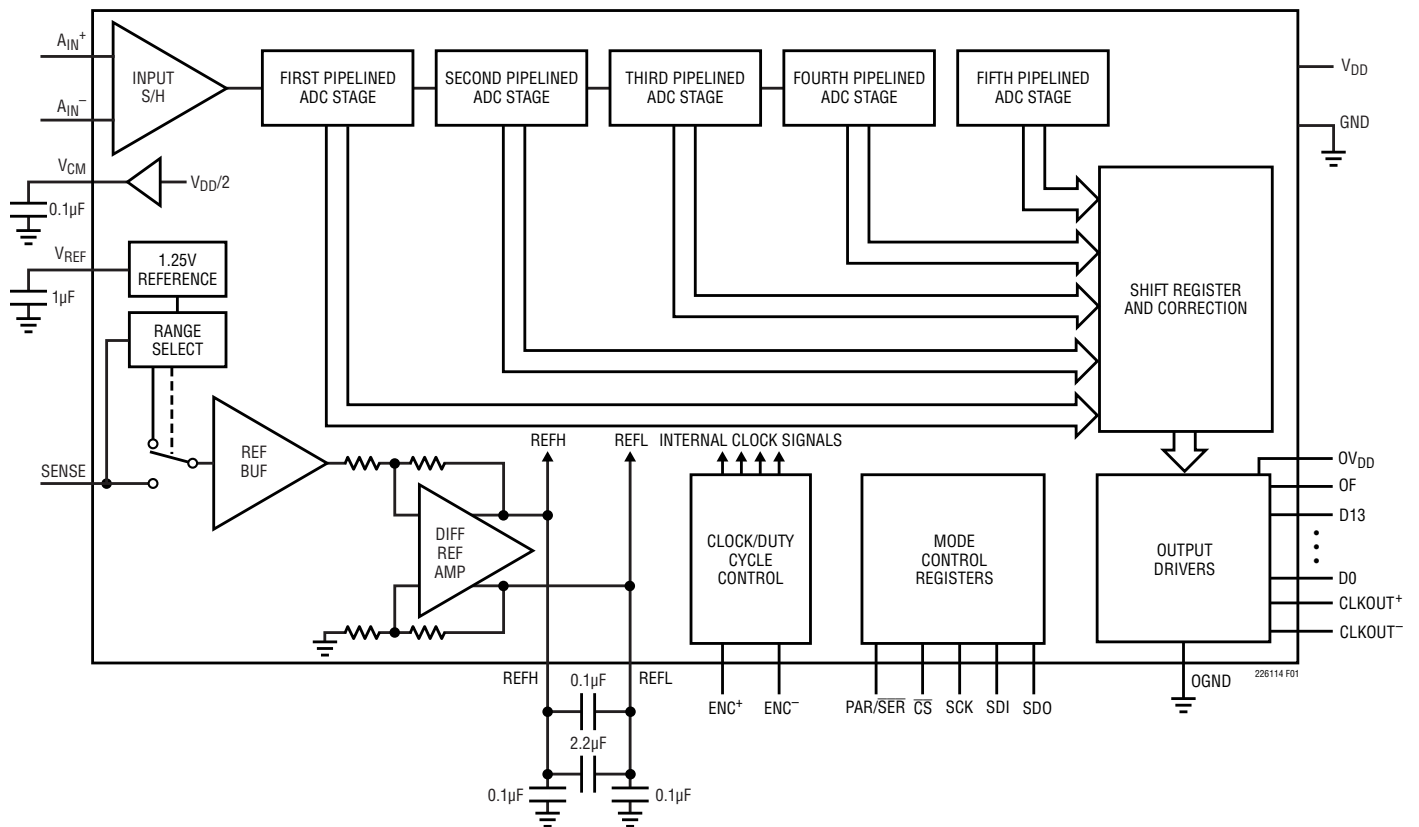 AIN+
AIN−
INPUT
S/H
FIRST PIPELINED
ADC STAGE
SECOND PIPELINED
ADC STAGE
THIRD PIPELINED
ADC STAGE
FOURTH PIPELINED
ADC STAGE
FIFTH PIPELINED
ADC STAGE
VDD
GND
VCM
VDD/2
0.1µF
VREF
1µF
1.25V
REFERENCE
RANGE
SELECT
SHIFT REGISTER
AND CORRECTION
SENSE
REF
BUF
DIFF
REF
AMP
REFH
REFL
INTERNAL CLOCK SIGNALS
CLOCK/DUTY
CYCLE
CONTROL
MODE
CONTROL
REGISTERS
OUTPUT
DRIVERS
OVDD
OF
D13
D0
CLKOUT+
CLKOUT−
226114 F01
OGND
REFH
0.1µF
REFL
2.2µF
0.1µF
0.1µF
ENC+
ENC−
PAR/S̅E̅R̅
C̅S̅
SCK
SDI
SDO